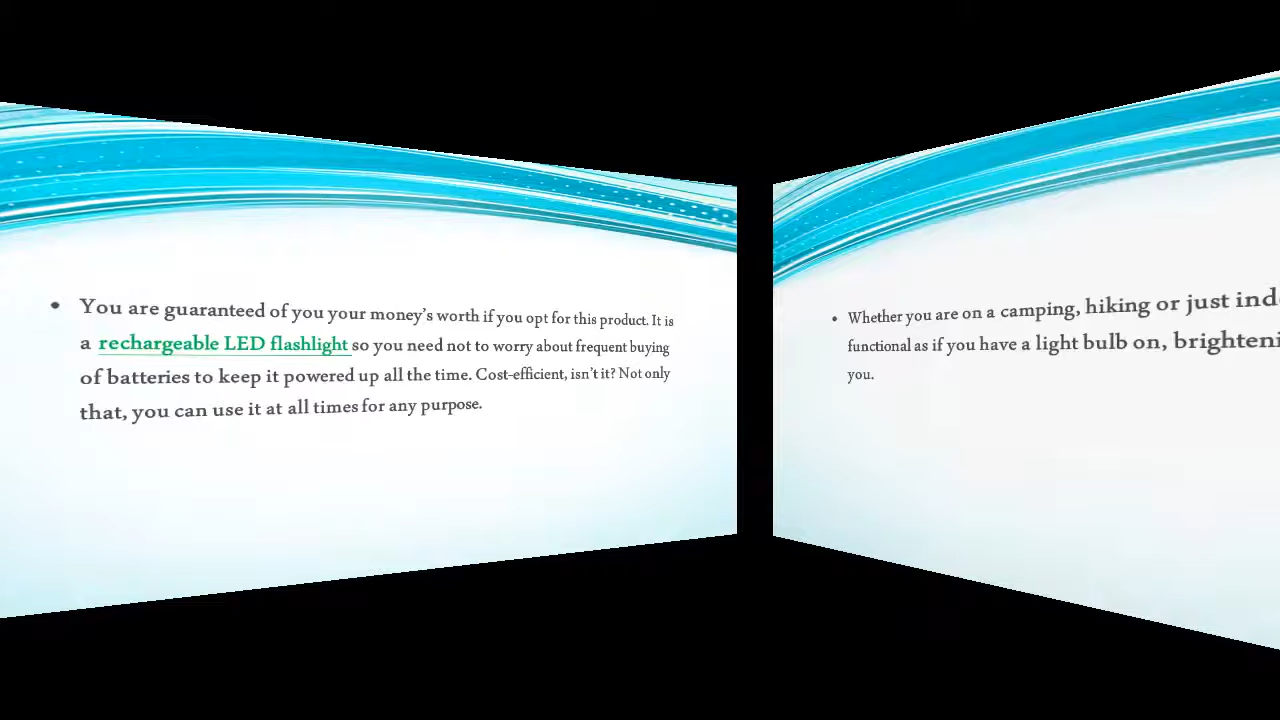 • You are guaranteed of you your money’s worth if you opt for this product. It is
a rechargeable LED flashlight so you need not to worry about frequent buying
of batteries to keep it powered up all the time. Cost-efficient, isn’t it? Not only
that, you can use it at all times for any purpose.
• Whether you are on a camping, hiking or just
functional as if you have a light bulb on,
you.